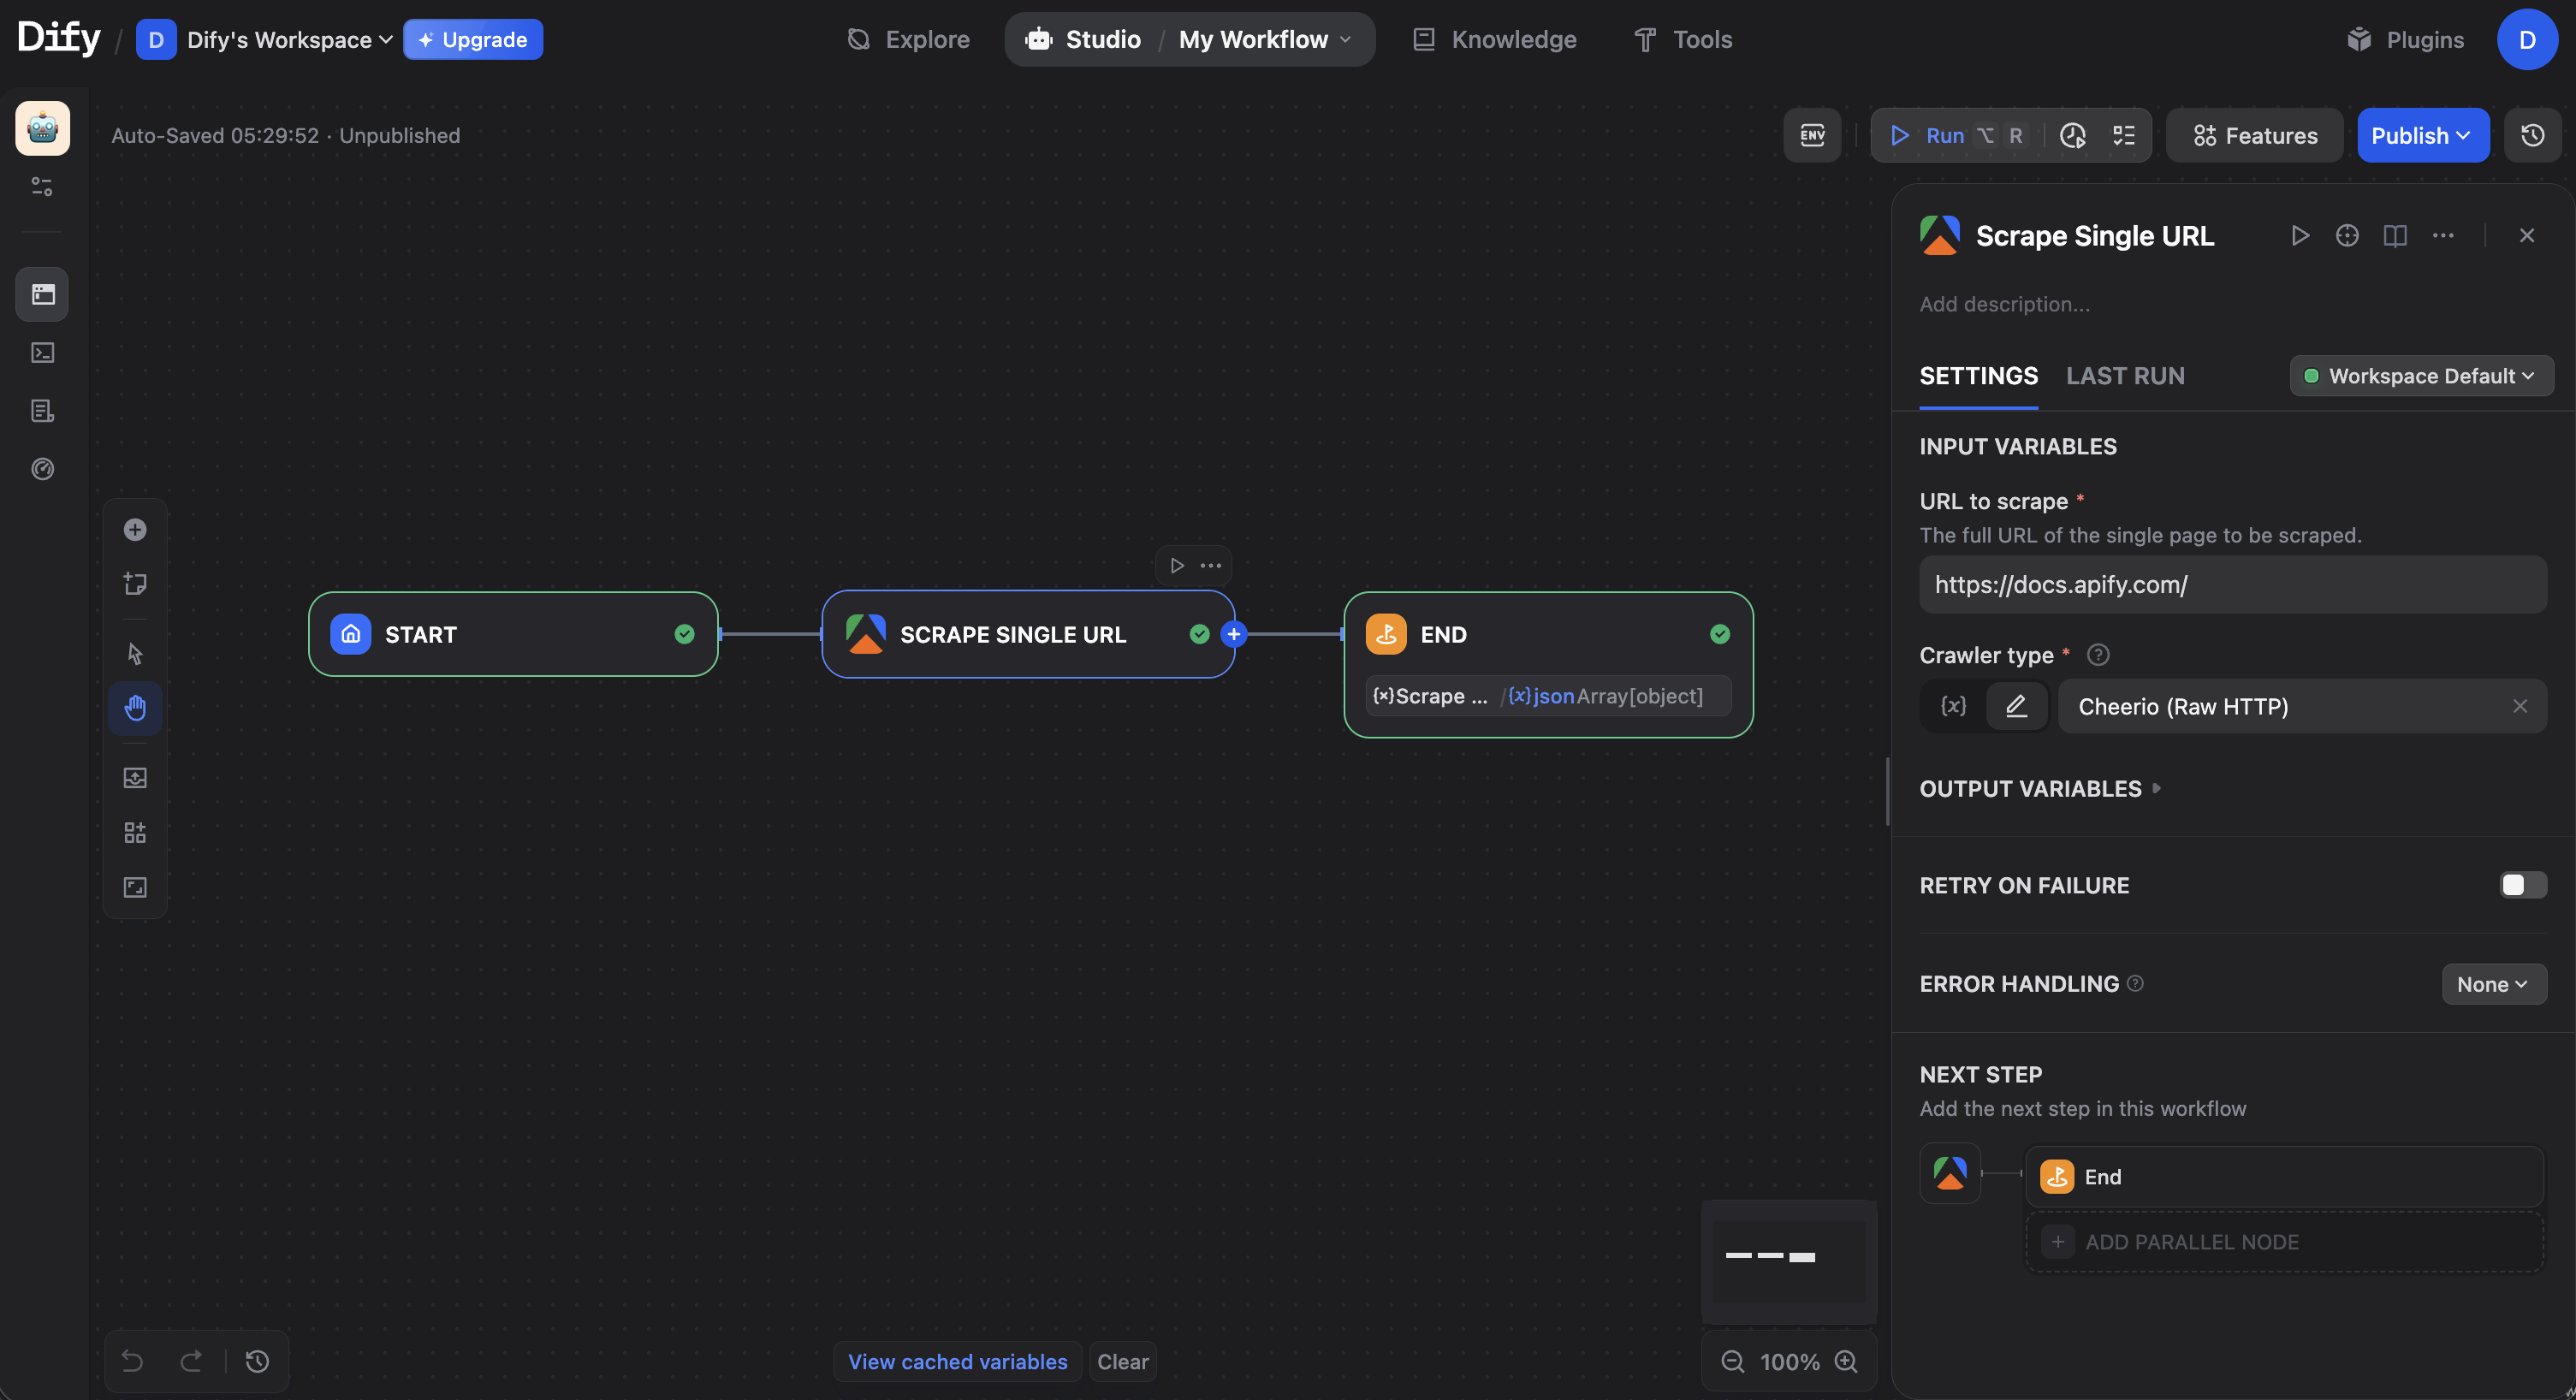 Dify / D Dify's Workspace Upgrade
Explore Studio / My Workflow Knowledge Tools
Plugins D
Auto-Saved 05:29:52 · Unpublished
ENV Run ⌥ R Features Publish
Scrape Single URL
Add description...
SETTINGS LAST RUN Workspace Default
INPUT VARIABLES
URL to scrape *
The full URL of the single page to be scraped.
https://docs.apify.com/
Crawler type *
{x} Cheerio (Raw HTTP)
OUTPUT VARIABLES
RETRY ON FAILURE
ERROR HANDLING None
NEXT STEP
Add the next step in this workflow
End
+ ADD PARALLEL NODE
START
SCRAPE SINGLE URL
END
{x}Scrape ... /{x}jsonArray[object]
View cached variables Clear
100%